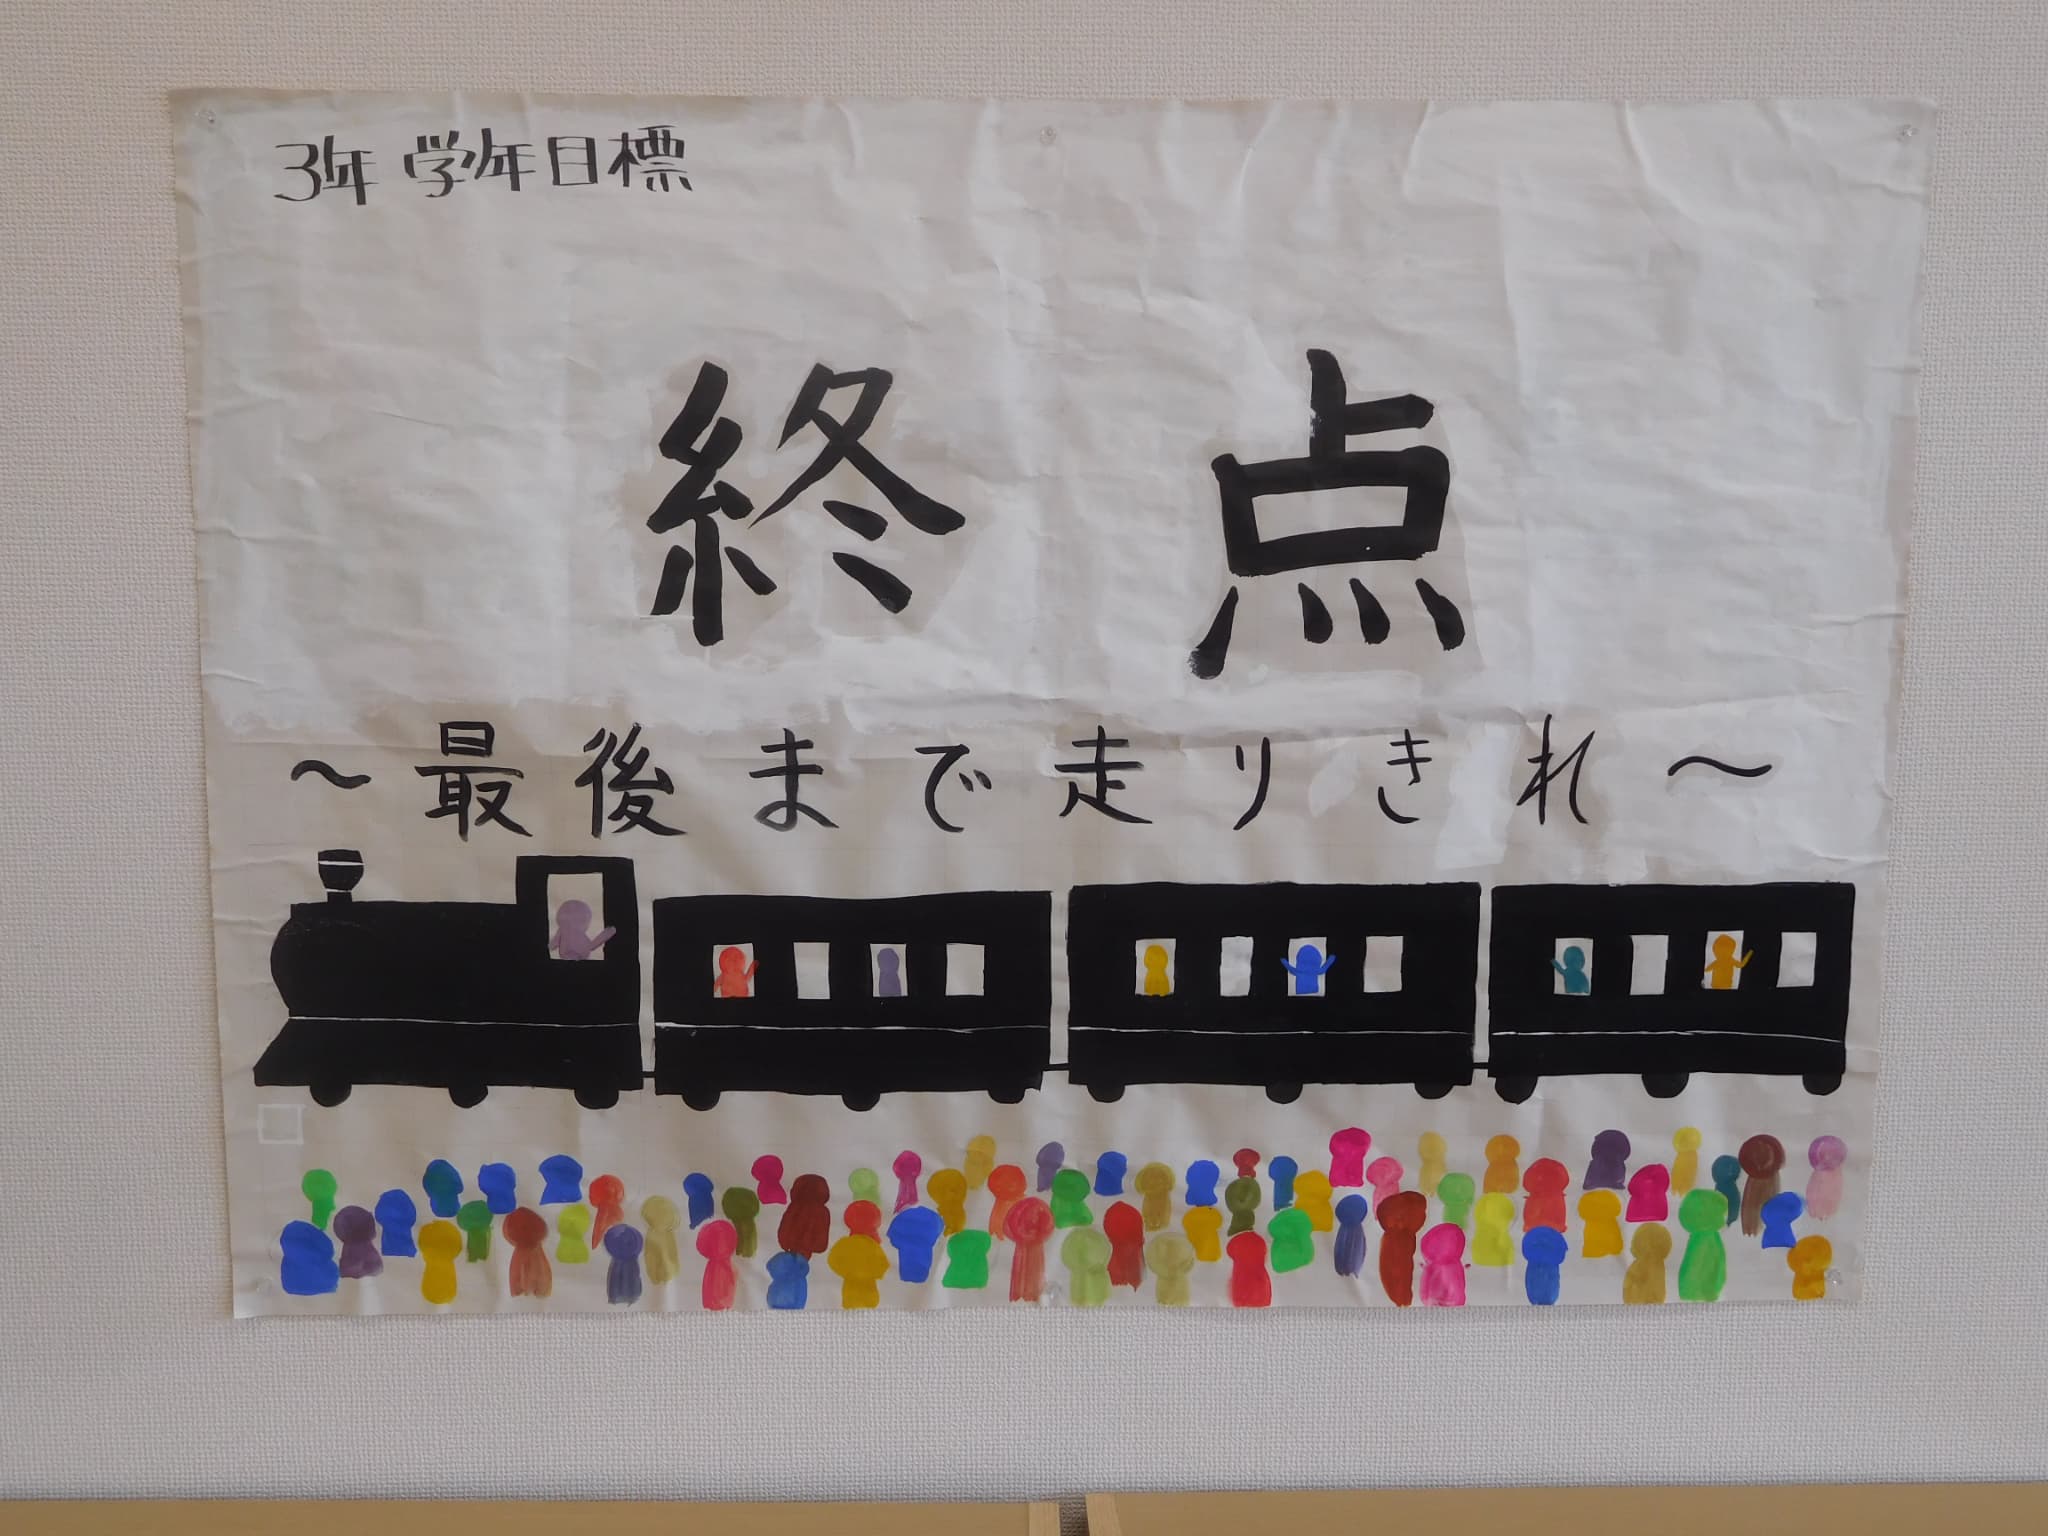 3年 学年目標
終点
～最後まで走りきれ～